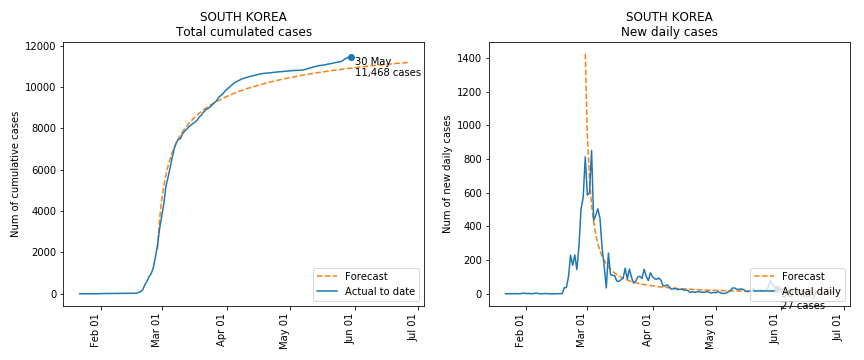 SOUTH KOREA
Total cumulated cases
Num of cumulative cases
12000
10000
8000
6000
4000
2000
0
30 May
11,468 cases
Forecast
Actual to date
Feb 01
Mar 01
Apr 01
May 01
Jun 01
Jul 01
SOUTH KOREA
New daily cases
Num of new daily cases
1400
1200
1000
800
600
400
200
0
Forecast
Actual daily
27 cases
Feb 01
Mar 01
Apr 01
May 01
Jun 01
Jul 01